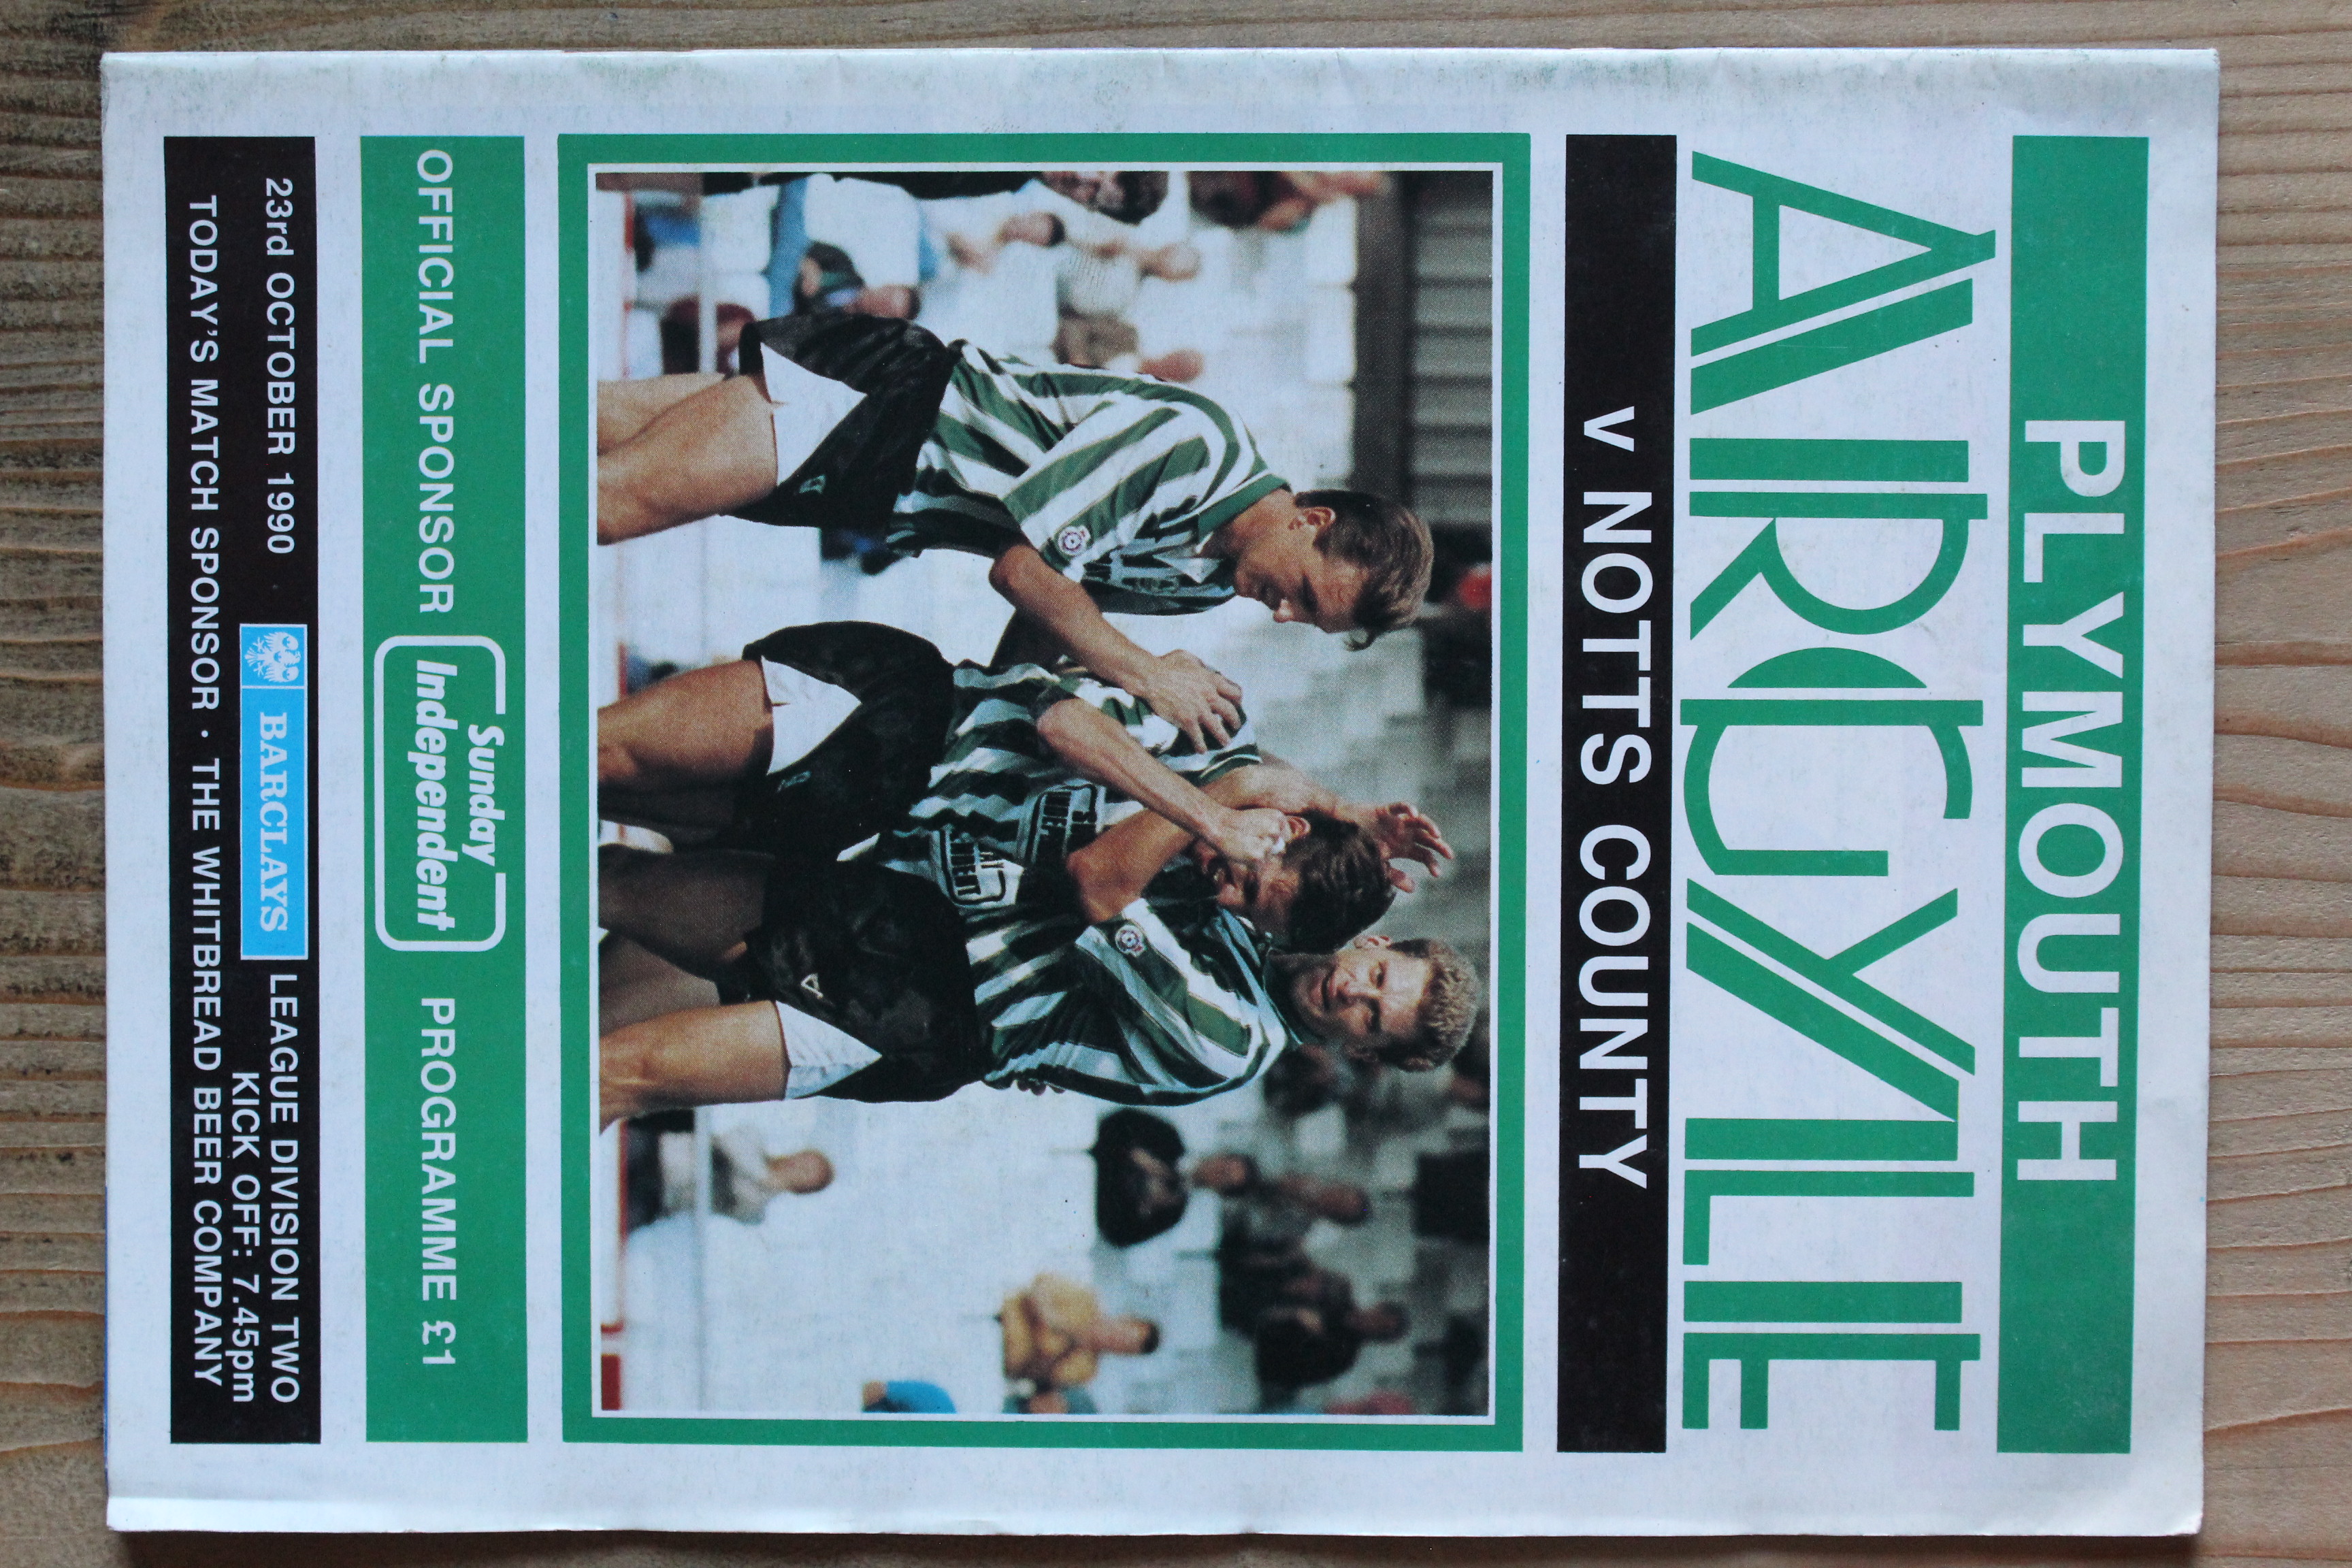 PLYMOUTH
ARGYLE
v NOTTS COUNTY
OFFICIAL SPONSOR Sunday Independent PROGRAMME £1
23rd OCTOBER 1990 BARCLAYS LEAGUE DIVISION TWO
KICK OFF: 7.45pm
TODAY'S MATCH SPONSOR · THE WHITBREAD BEER COMPANY